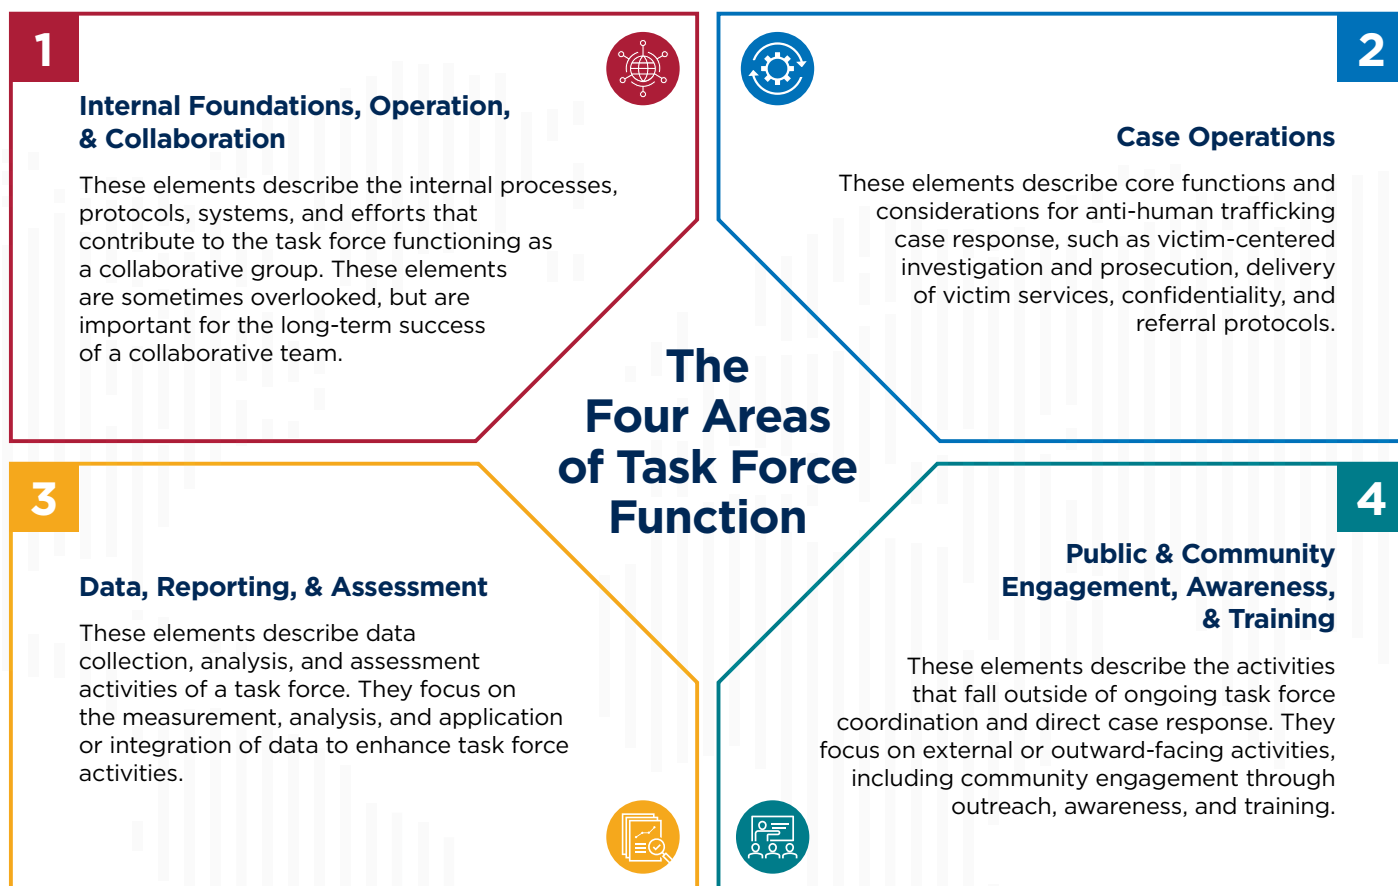 1
Internal Foundations, Operation,
& Collaboration
These elements describe the internal processes,
protocols, systems, and efforts that
contribute to the task force functioning as
a collaborative group. These elements
are sometimes overlooked, but are
important for the long-term success
of a collaborative team.
2
Case Operations
These elements describe core functions and
considerations for anti-human trafficking
case response, such as victim-centered
investigation and prosecution, delivery
of victim services, confidentiality, and
referral protocols.
The
Four Areas
of Task Force
Function
3
Data, Reporting, & Assessment
These elements describe data
collection, analysis, and assessment
activities of a task force. They focus on
the measurement, analysis, and application
or integration of data to enhance task force
activities.
4
Public & Community
Engagement, Awareness,
& Training
These elements describe the activities
that fall outside of ongoing task force
coordination and direct case response. They
focus on external or outward-facing activities,
including community engagement through
outreach, awareness, and training.